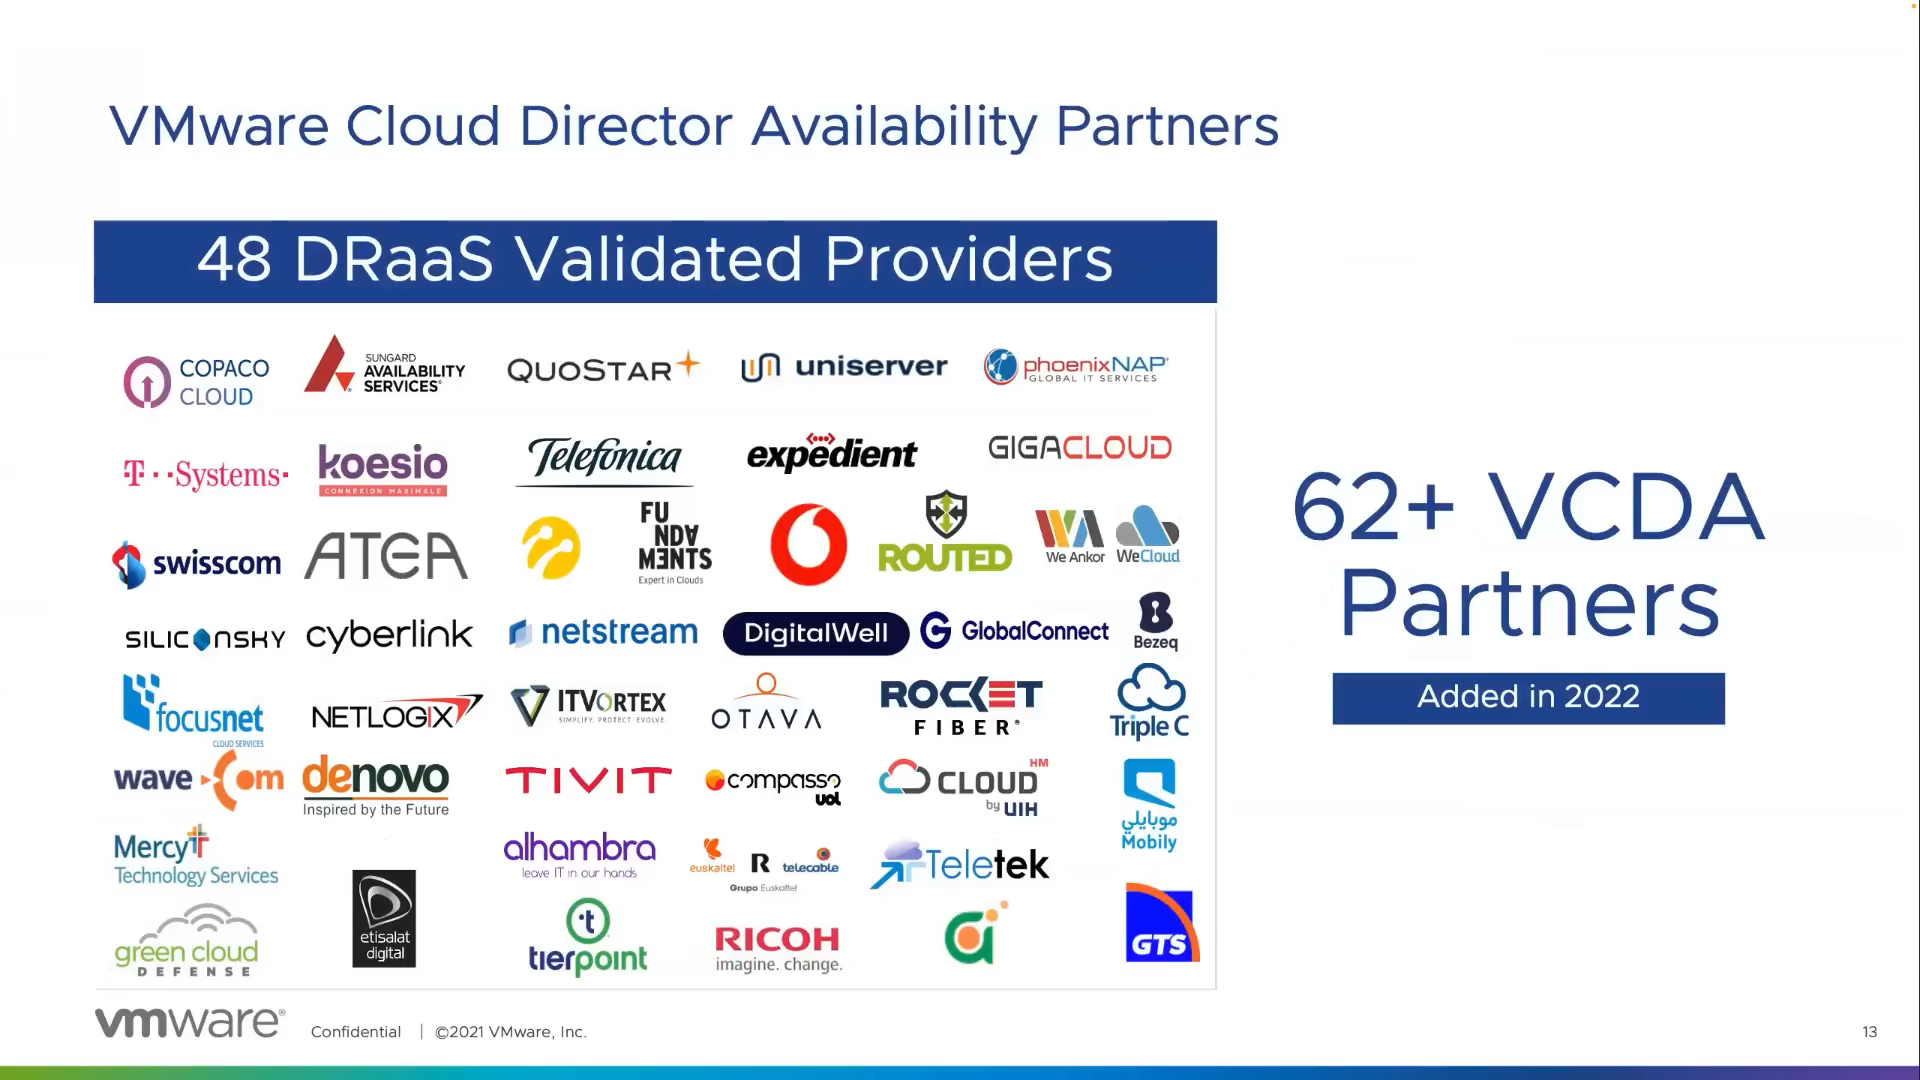 VMware Cloud Director Availability Partners
48 DRaaS Validated Providers
COPACO
CLOUD
SUNGARD
AVAILABILITY
SERVICES®
QUOSTAR
uniserver
phoenixNAP®
GLOBAL IT SERVICES
T · · Systems·
koesio
CONNEXION MAXIMALE
Telefónica
expedient
GIGACLOUD
swisscom
ATEA
FU
NDA
MENTS
Expert in Clouds
ROUTED
We Ankor
WeCloud
SILICONSKY
cyberlink
netstream
DigitalWell
GlobalConnect
Bezeq
focusnet
CLOUD SERVICES
NETLOGIX
ITVORTEX
SIMPLIFY. PROTECT. EVOLVE.
OTAVA
ROCKET
FIBER®
Triple C
wave com
denovo
Inspired by the Future
TIVIT
compasso
UOL
CLOUD HM
by UIH
موبايلي
Mobily
Mercy
Technology Services
etisalat
digital
alhambra
leave IT in our hands
euskaltel R telecable
Grupo Euskaltel
Teletek
green cloud
DEFENSE
t
tierpoint
RICOH
imagine. change.
a
GTS
62+ VCDA
Partners
Added in 2022
vmware® Confidential | ©2021 VMware, Inc.
13